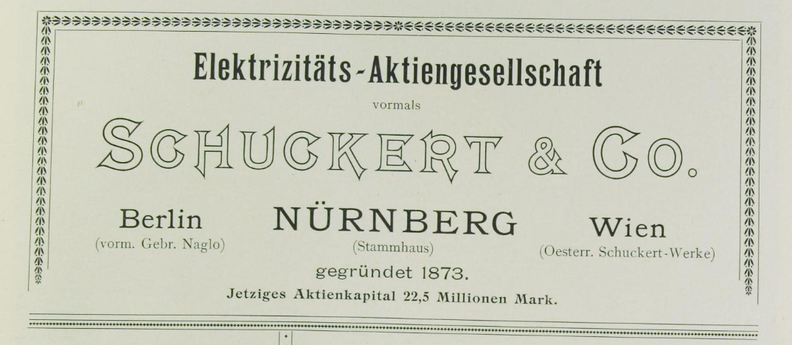 Elektrizitäts-Aktiengesellschaft
vormals
SCHUCKERT & CO.
Berlin NÜRNBERG Wien
(vorm. Gebr. Naglo) (Stammhaus) (Oesterr. Schuckert-Werke)
gegründet 1873.
Jetziges Aktienkapital 22,5 Millionen Mark.